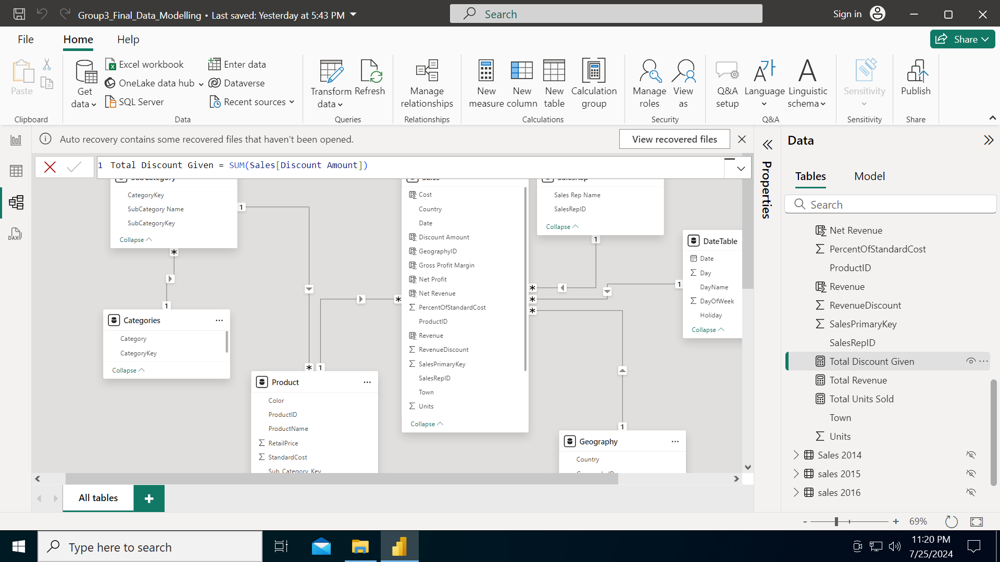 Group3_Final_Data_Modelling • Last saved: Yesterday at 5:43 PM
Search
Sign in
File
Home
Help
Share
Paste
Clipboard
Get data
Excel workbook
OneLake data hub
SQL Server
Enter data
Dataverse
Recent sources
Data
Transform data
Refresh
Queries
Manage relationships
Relationships
New measure
New column
New table
Calculation group
Calculations
Manage roles
View as
Security
Q&A setup
Language
Linguistic schema
Q&A
Sensitivity
Sensitivity
Publish
Share
Auto recovery contains some recovered files that haven't been opened.
View recovered files
1 Total Discount Given = SUM(Sales[Discount Amount])
SubCategory
CategoryKey
SubCategory Name
SubCategoryKey
Collapse
1
*
1
Categories
Category
CategoryKey
Collapse
* 1
Product
Color
ProductID
ProductName
RetailPrice
StandardCost
Sub_Category_Key
*
Sales
Cost
Country
Date
Discount Amount
GeographyID
Gross Profit Margin
Net Profit
Net Revenue
PercentOfStandardCost
ProductID
Revenue
RevenueDiscount
SalesPrimaryKey
SalesRepID
Town
Units
Collapse
*
*
*
SalesRep
Sales Rep Name
SalesRepID
Collapse
1
1
DateTable
Date
Day
DayName
DayOfWeek
Holiday
Collapse
1
Geography
Country
Properties
Data
Tables
Model
Search
Net Revenue
PercentOfStandardCost
ProductID
Revenue
RevenueDiscount
SalesPrimaryKey
SalesRepID
Total Discount Given
Total Revenue
Total Units Sold
Town
Units
Sales 2014
sales 2015
sales 2016
All tables
+
- + 69%
DAX
Type here to search
11:20 PM
7/25/2024